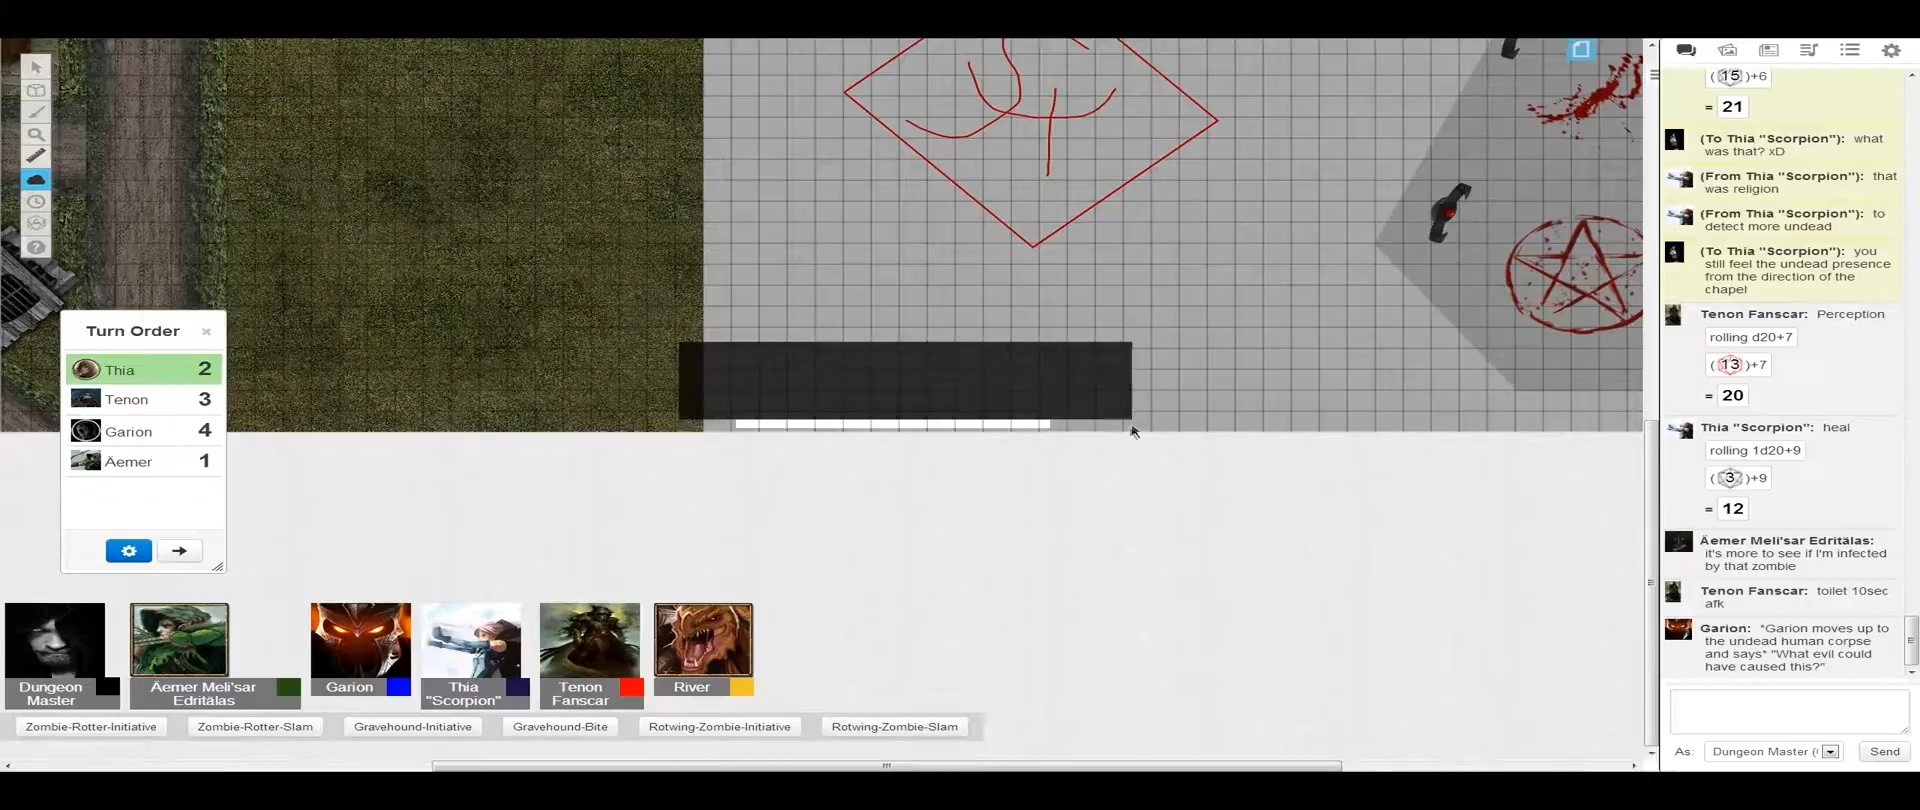 Turn Order ×
Thia 2
Tenon 3
Garion 4
Äemer 1
Dungeon
Master
Äemer Meli'sar
Edritälas
Garion
Thia
"Scorpion"
Tenon
Fanscar
River
Zombie-Rotter-Initiative
Zombie-Rotter-Slam
Gravehound-Initiative
Gravehound-Bite
Rotwing-Zombie-Initiative
Rotwing-Zombie-Slam
(15)+6
= 21
(To Thia "Scorpion"): what
was that? xD
(From Thia "Scorpion"): that
was religion
(From Thia "Scorpion"): to
detect more undead
(To Thia "Scorpion"): you
still feel the undead presence
from the direction of the
chapel
Tenon Fanscar: Perception
rolling d20+7
(13)+7
= 20
Thia "Scorpion": heal
rolling 1d20+9
(3)+9
= 12
Äemer Meli'sar Edritälas:
it's more to see if I'm infected
by that zombie
Tenon Fanscar: toilet 10sec
afk
Garion: *Garion moves up to
the undead human corpse
and says* "What evil could
have caused this?"
As: Dungeon Master (
Send